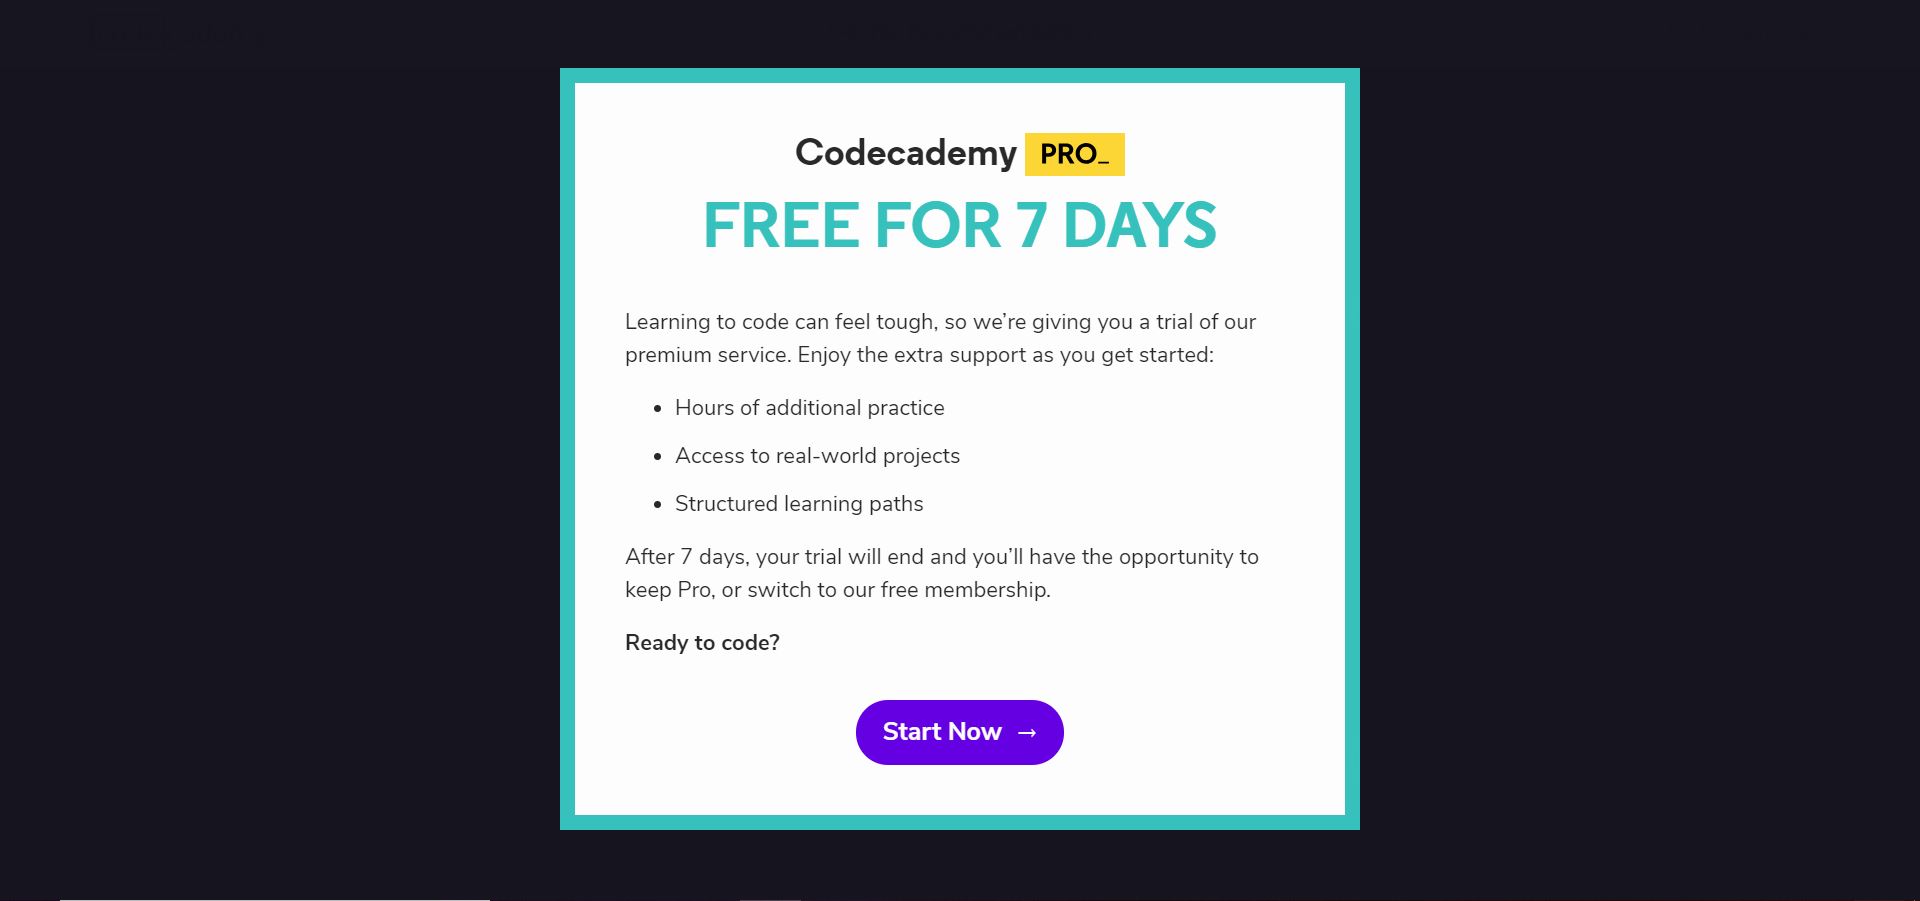 Codecademy PRO_
FREE FOR 7 DAYS
Learning to code can feel tough, so we’re giving you a trial of our
premium service. Enjoy the extra support as you get started:
• Hours of additional practice
• Access to real-world projects
• Structured learning paths
After 7 days, your trial will end and you’ll have the opportunity to
keep Pro, or switch to our free membership.
Ready to code?
Start Now →